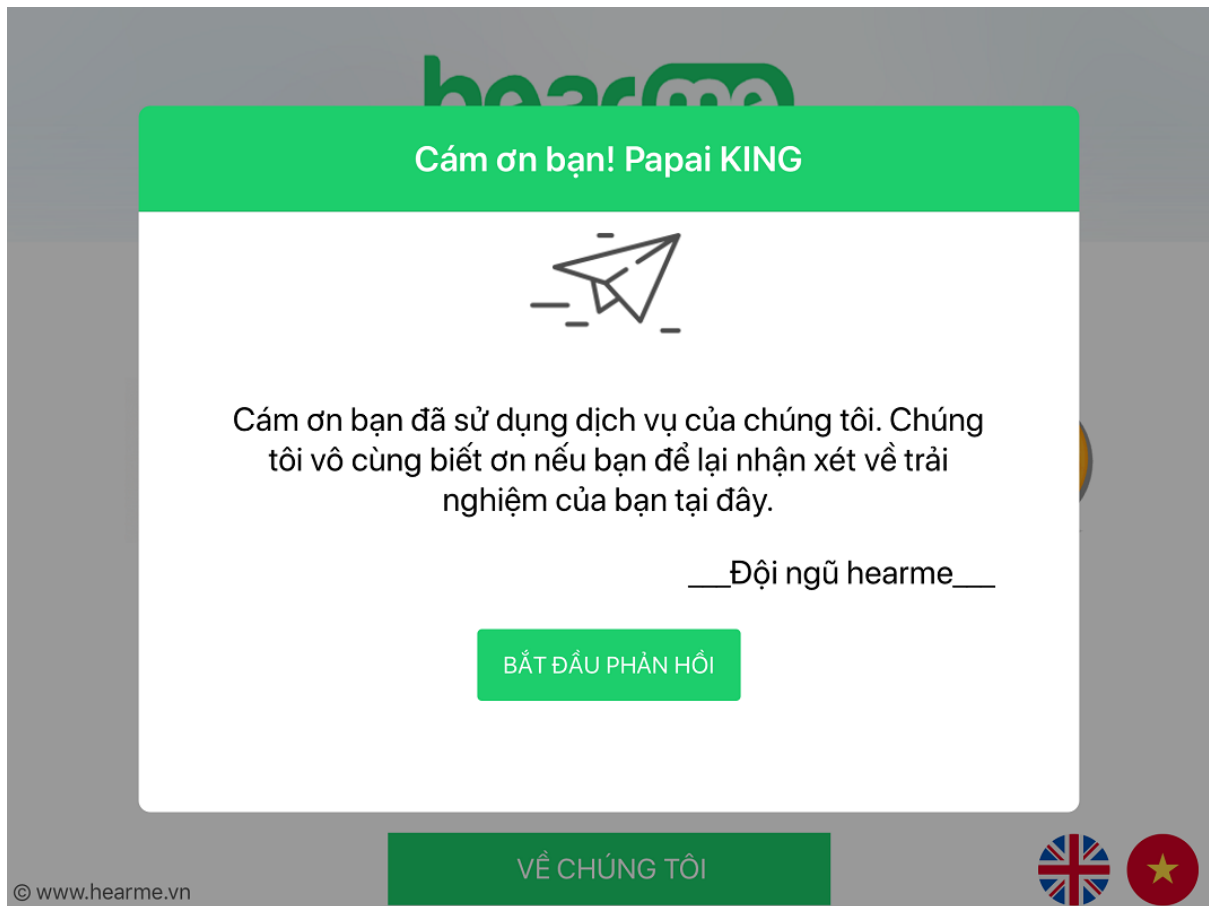 hearme
Cám ơn bạn! Papai KING
Cám ơn bạn đã sử dụng dịch vụ của chúng tôi. Chúng
tôi vô cùng biết ơn nếu bạn để lại nhận xét về trải
nghiệm của bạn tại đây.
___Đội ngũ hearme___
BẮT ĐẦU PHẢN HỒI
VỀ CHÚNG TÔI
© www.hearme.vn